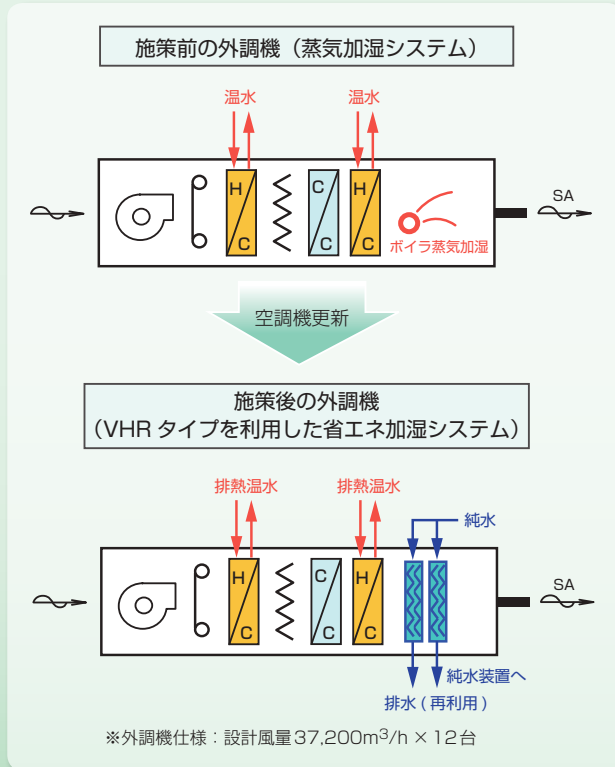 施策前の外調機（蒸気加湿システム）
温水 温水
H C C H C
ボイラ蒸気加湿
SA
空調機更新
施策後の外調機
（VHR タイプを利用した省エネ加湿システム）
排熱温水 排熱温水
純水
H C C H C
SA
純水装置へ
排水 ( 再利用 )
※外調機仕様：設計風量37,200m³/h × 12台